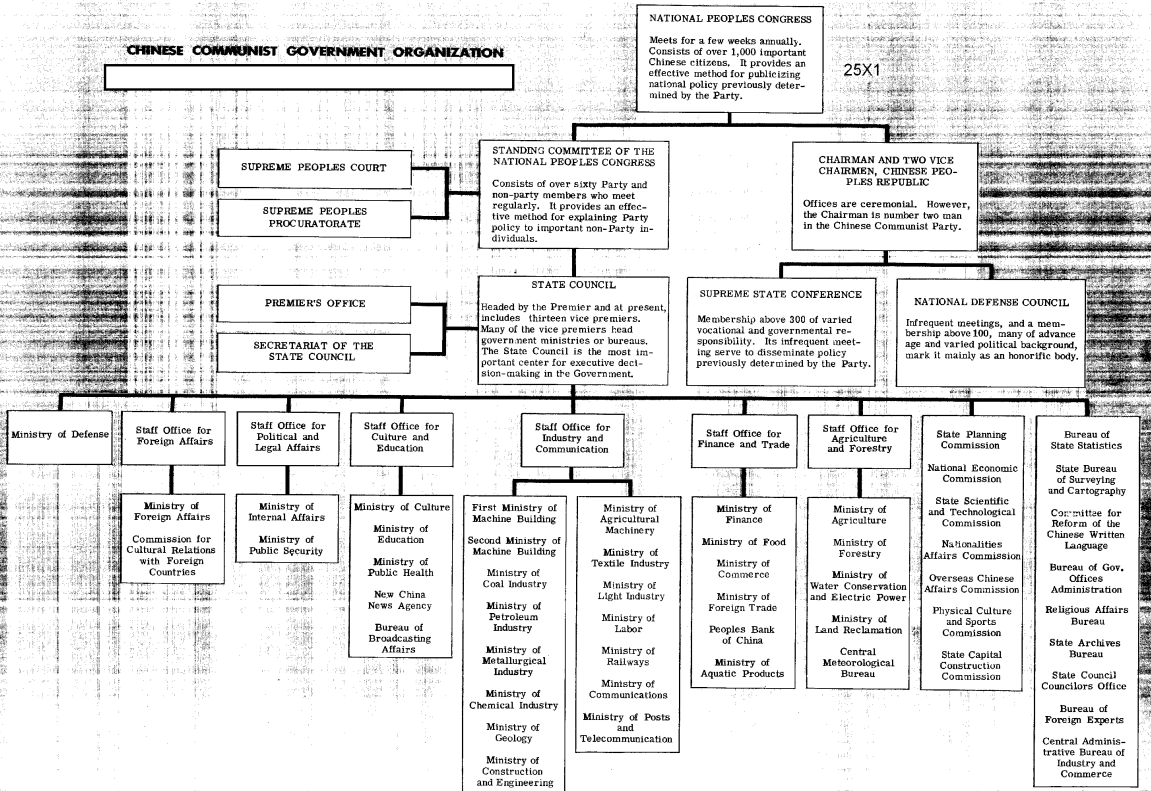 CHINESE COMMUNIST GOVERNMENT ORGANIZATION
25X1
NATIONAL PEOPLES CONGRESS
Meets for a few weeks annually.
Consists of over 1,000 important
Chinese citizens. It provides an
effective method for publicizing
national policy previously deter-
mined by the Party.
SUPREME PEOPLES COURT
SUPREME PEOPLES
PROCURATORATE
STANDING COMMITTEE OF THE
NATIONAL PEOPLES CONGRESS
Consists of over sixty Party and
non-party members who meet
regularly. It provides an effec-
tive method for explaining Party
policy to important non-Party in-
dividuals.
CHAIRMAN AND TWO VICE
CHAIRMEN, CHINESE PEO-
PLES REPUBLIC
Offices are ceremonial. However,
the Chairman is number two man
in the Chinese Communist Party.
PREMIER'S OFFICE
SECRETARIAT OF THE
STATE COUNCIL
STATE COUNCIL
Headed by the Premier and at present,
includes thirteen vice premiers.
Many of the vice premiers head
government ministries or bureaus.
The State Council is the most im-
portant center for executive deci-
sion-making in the Government.
SUPREME STATE CONFERENCE
Membership above 300 of varied
vocational and governmental re-
sponsibility. Its infrequent meet-
ing serve to disseminate policy
previously determined by the Party.
NATIONAL DEFENSE COUNCIL
Infrequent meetings, and a mem-
bership above 100, many of advance
age and varied political background,
mark it mainly as an honorific body.
Ministry of Defense
Staff Office for
Foreign Affairs
Ministry of
Foreign Affairs
Commission for
Cultural Relations
with Foreign
Countries
Staff Office for
Political and
Legal Affairs
Ministry of
Internal Affairs
Ministry of
Public Security
Staff Office for
Culture and
Education
Ministry of Culture
Ministry of
Education
Ministry of
Public Health
New China
News Agency
Bureau of
Broadcasting
Affairs
Staff Office for
Industry and
Communication
First Ministry of
Machine Building
Second Ministry of
Machine Building
Ministry of
Coal Industry
Ministry of
Petroleum
Industry
Ministry of
Metallurgical
Industry
Ministry of
Chemical Industry
Ministry of
Geology
Ministry of
Construction
and Engineering
Ministry of
Agricultural
Machinery
Ministry of
Textile Industry
Ministry of
Light Industry
Ministry of
Labor
Ministry of
Railways
Ministry of
Communications
Ministry of Posts
and
Telecommunication
Staff Office for
Finance and Trade
Ministry of
Finance
Ministry of Food
Ministry of
Commerce
Ministry of
Foreign Trade
Peoples Bank
of China
Ministry of
Aquatic Products
Staff Office for
Agriculture
and Forestry
Ministry of
Agriculture
Ministry of
Forestry
Ministry of
Water Conservation
and Electric Power
Ministry of
Land Reclamation
Central
Meteorological
Bureau
State Planning
Commission
National Economic
Commission
State Scientific
and Technological
Commission
Nationalities
Affairs Commission
Overseas Chinese
Affairs Commission
Physical Culture
and Sports
Commission
State Capital
Construction
Commission
Bureau of
State Statistics
State Bureau
of Surveying
and Cartography
Committee for
Reform of the
Chinese Written
Language
Bureau of Gov.
Offices
Administration
Religious Affairs
Bureau
State Archives
Bureau
State Council
Councilors Office
Bureau of
Foreign Experts
Central Adminis-
trative Bureau of
Industry and
Commerce